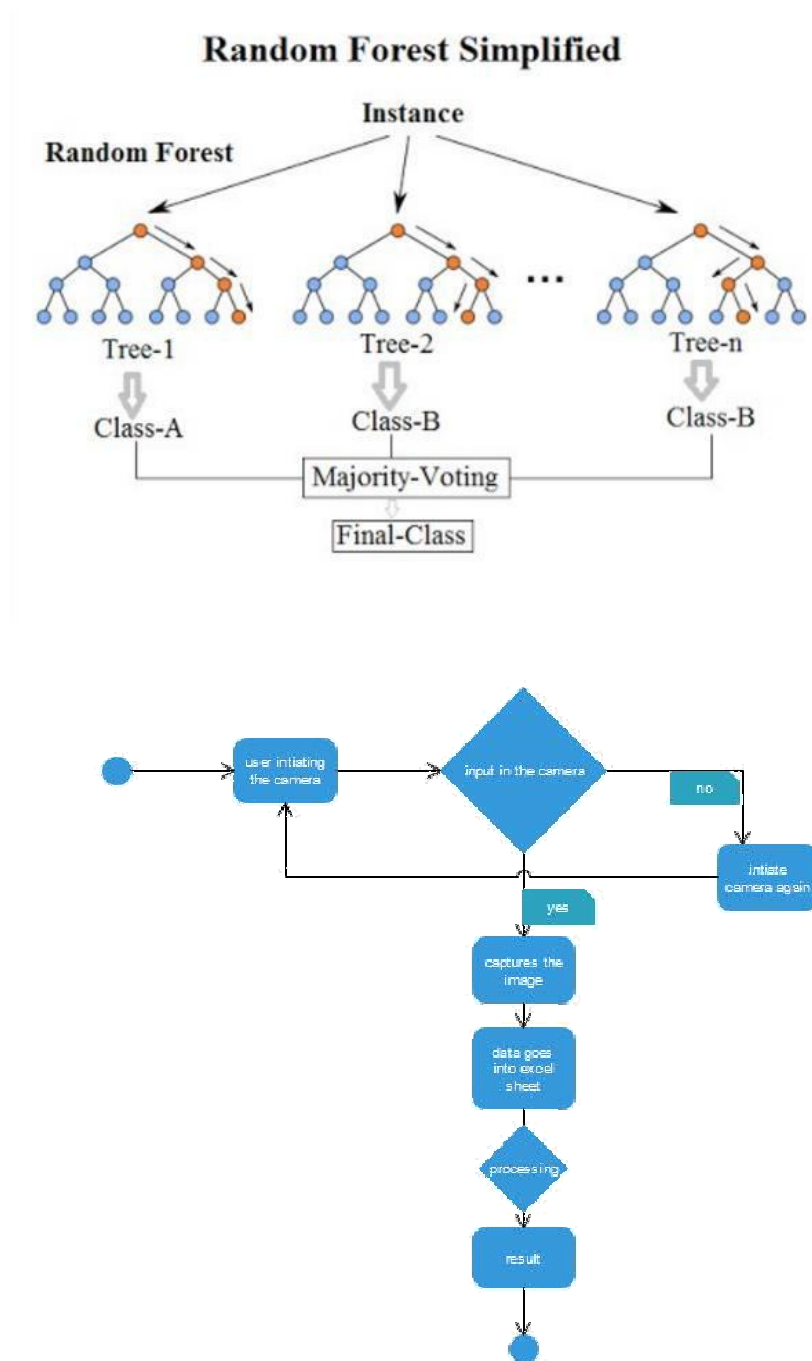 Random Forest Simplified
Instance
Random Forest
...
Tree-1
Tree-2
Tree-n
Class-A
Class-B
Class-B
Majority-Voting
Final-Class
user intiating
the camera
input in the camera
no
intiate
camera again
yes
captures the
image
data goes
into excel
sheet
processing
result